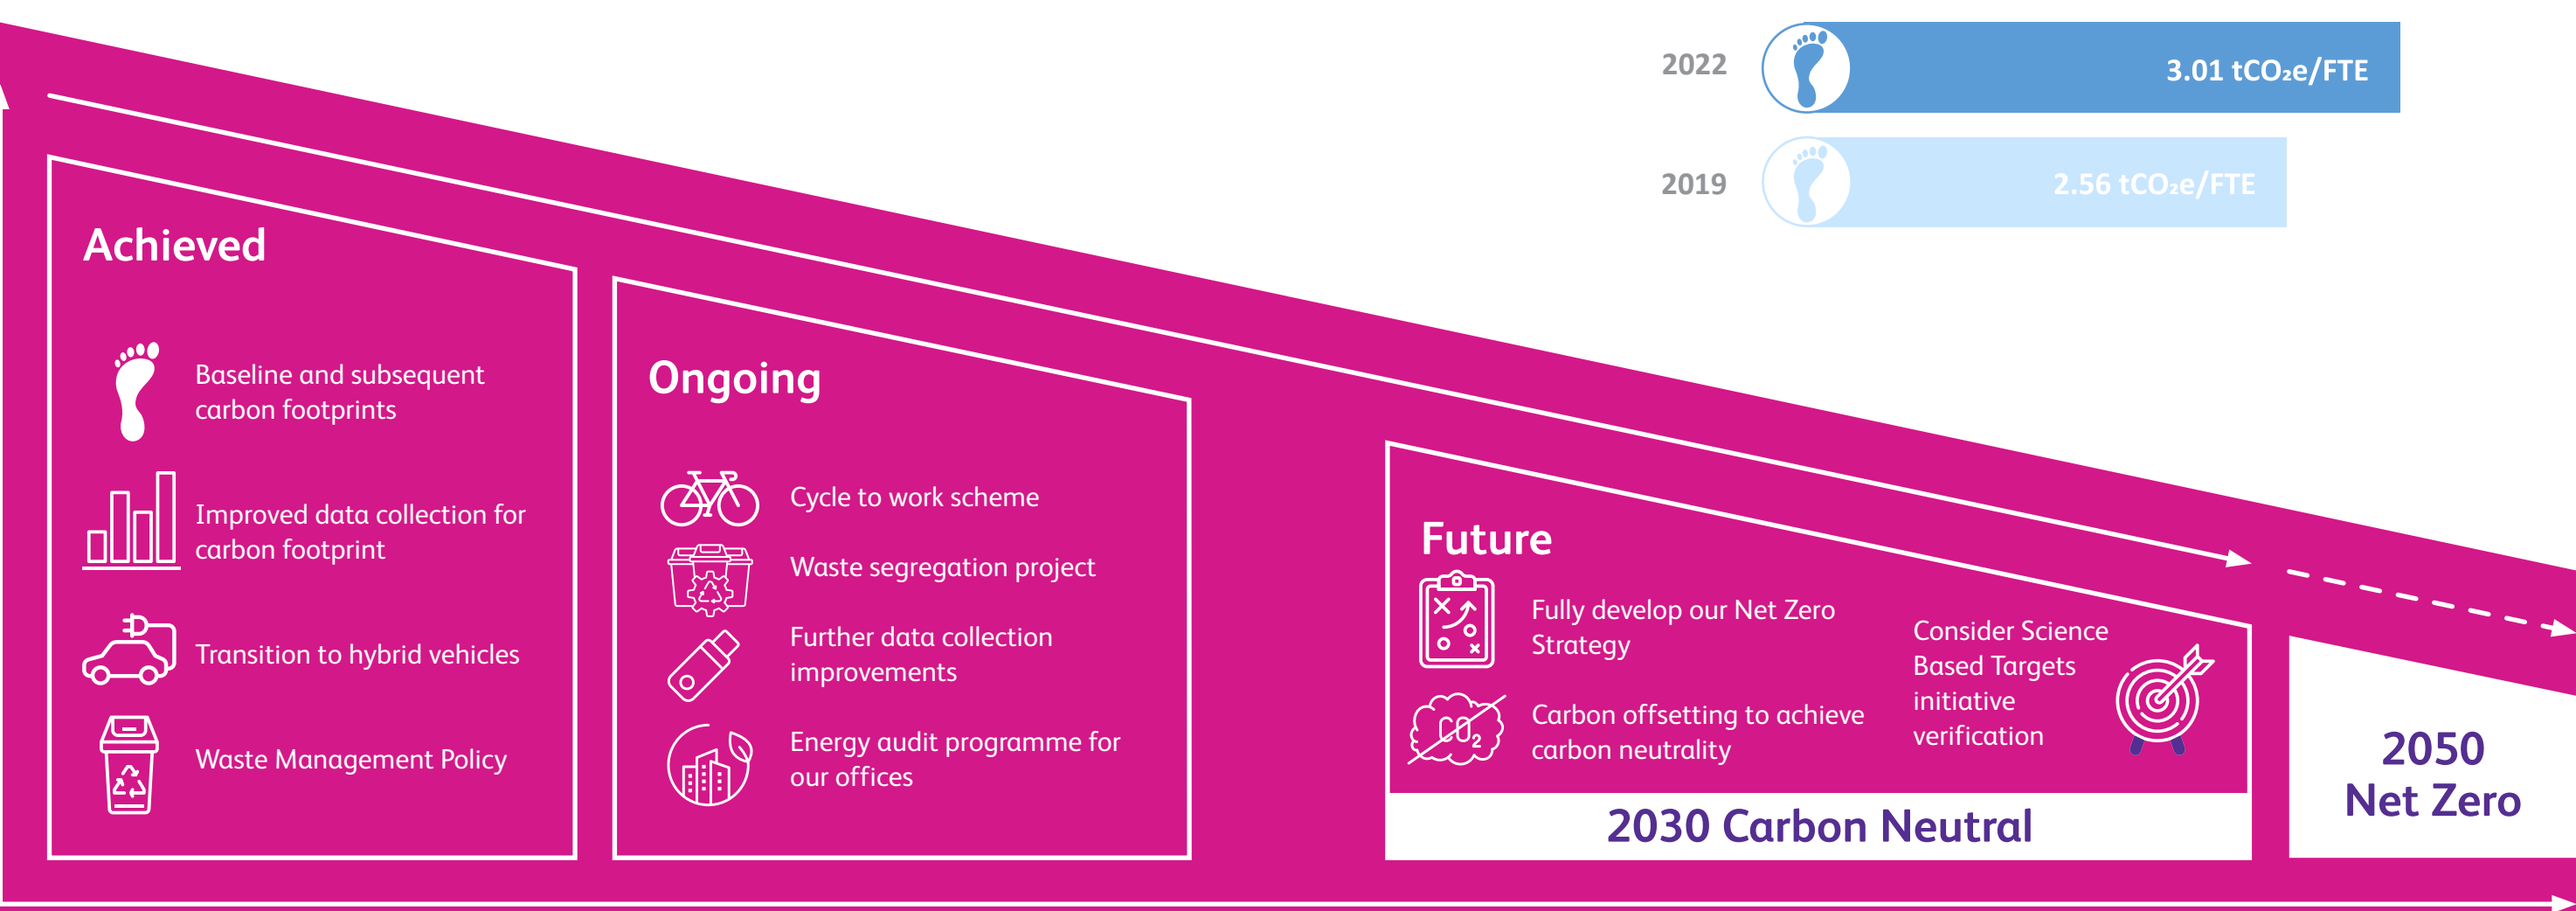 2022
3.01 tCO₂e/FTE
2019
2.56 tCO₂e/FTE
Achieved
Baseline and subsequent
carbon footprints
Improved data collection for
carbon footprint
Transition to hybrid vehicles
Waste Management Policy
Ongoing
Cycle to work scheme
Waste segregation project
Further data collection
improvements
Energy audit programme for
our offices
Future
Fully develop our Net Zero
Strategy
CO₂
Carbon offsetting to achieve
carbon neutrality
Consider Science
Based Targets
initiative
verification
2030 Carbon Neutral
2050
Net Zero